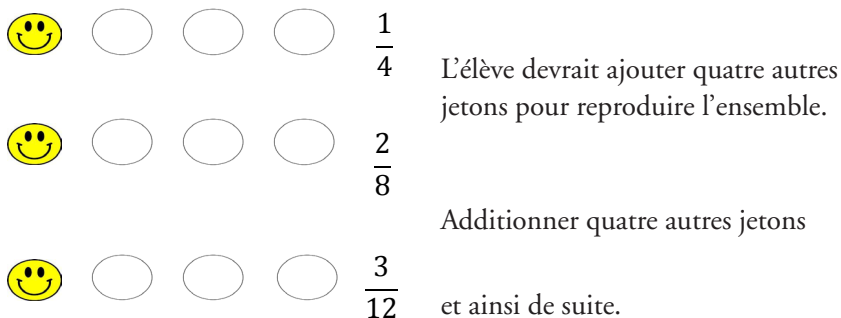 1/4
L'élève devrait ajouter quatre autres
jetons pour reproduire l'ensemble.
2/8
Additionner quatre autres jetons
3/12
et ainsi de suite.